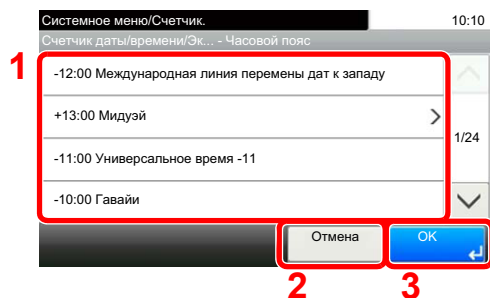 Системное меню/Счетчик.
10:10
Счетчик даты/времени/Эк... - Часовой пояс
1
-12:00 Международная линия перемены дат к западу
+13:00 Мидуэй
1/24
-11:00 Универсальное время -11
-10:00 Гавайи
Отмена
OK
2
3